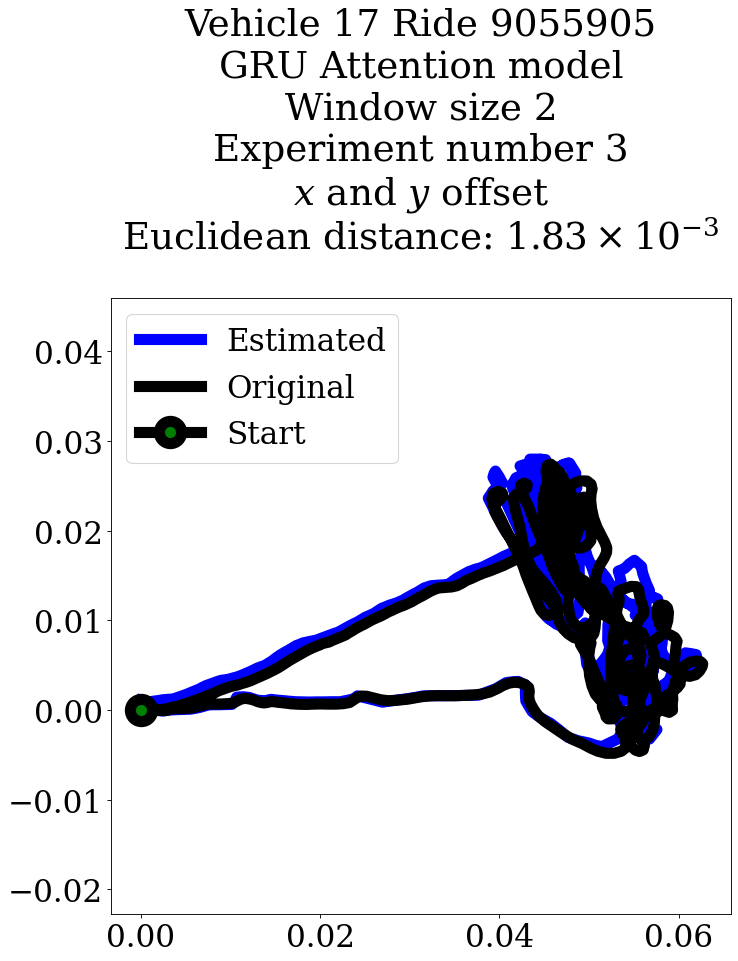 Vehicle 17 Ride 9055905
GRU Attention model
Window size 2
Experiment number 3
x and y offset
Euclidean distance: 1.83 × 10⁻³
Estimated
Original
Start
0.04
0.03
0.02
0.01
0.00
−0.01
−0.02
0.00 0.02 0.04 0.06